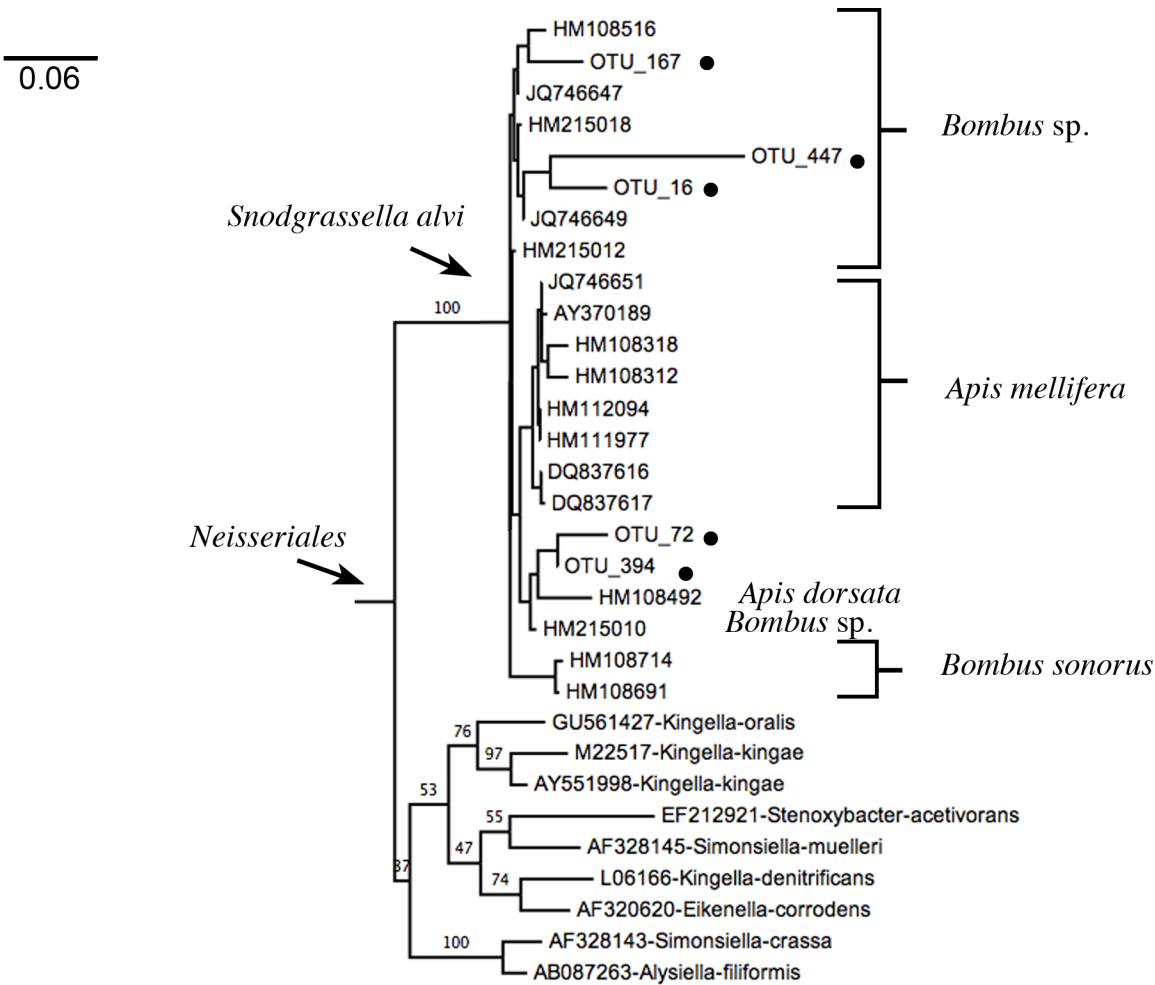 HM108516
0.06
OTU_167
JQ746647
HM215018
Bombus sp.
OTU_447
OTU_16
Snodgrassella alvi
JQ746649
HM215012
JQ746651
100
AY370189
HM108318
HM108312
Apis mellifera
HM112094
HM111977
DQ837616
DQ837617
Neisseriales
OTU_72
OTU_394
HM108492
Apis dorsata
Bombus sp.
HM215010
HM108714
Bombus sonorus
HM108691
76
GU561427-Kingella-oralis
97
M22517-Kingella-kingae
AY551998-Kingella-kingae
53
55
EF212921-Stenoxybacter-acetivorans
47
AF328145-Simonsiella-muelleri
37
74
L06166-Kingella-denitrificans
AF320620-Eikenella-corrodens
100
AF328143-Simonsiella-crassa
AB087263-Alysiella-filiformis